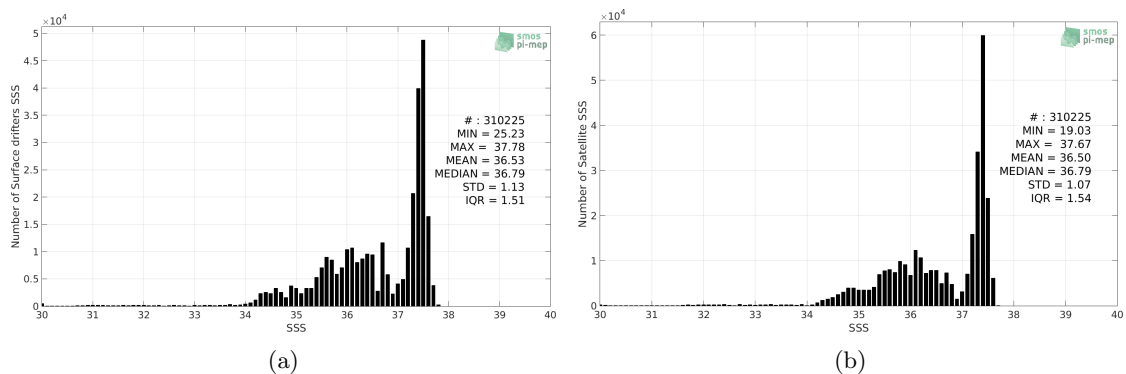 ×10⁴
5
4.5
4
3.5
3
2.5
2
1.5
1
0.5
0
Number of Surface drifters SSS
30 31 32 33 34 35 36 37 38 39 40
SSS
smos
pi-mep
# : 310225
MIN = 25.23
MAX = 37.78
MEAN = 36.53
MEDIAN = 36.79
STD = 1.13
IQR = 1.51
(a)
×10⁴
6
5
4
3
2
1
0
Number of Satellite SSS
30 31 32 33 34 35 36 37 38 39 40
SSS
smos
pi-mep
# : 310225
MIN = 19.03
MAX = 37.67
MEAN = 36.50
MEDIAN = 36.79
STD = 1.07
IQR = 1.54
(b)